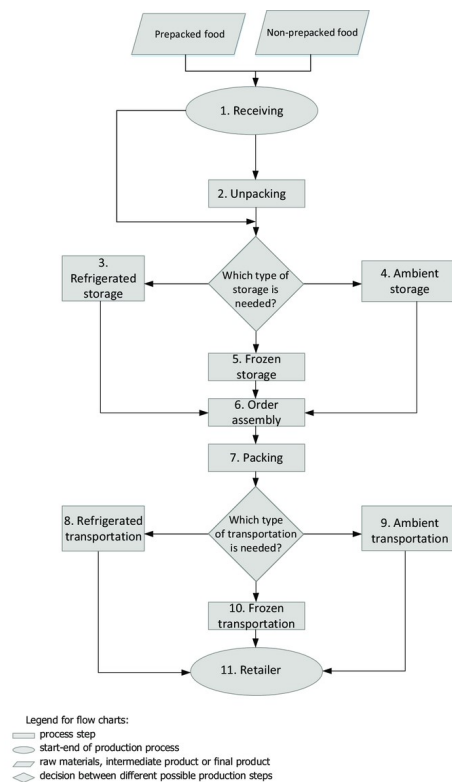 Prepacked food
Non-prepacked food
1. Receiving
2. Unpacking
3.
Refrigerated
storage
Which type of
storage is
needed?
4. Ambient
storage
5. Frozen
storage
6. Order
assembly
7. Packing
8. Refrigerated
transportation
Which type
of transportation
is needed?
9. Ambient
transportation
10. Frozen
transportation
11. Retailer
Legend for flow charts:
process step
start-end of production process
raw materials, intermediate product or final product
decision between different possible production steps